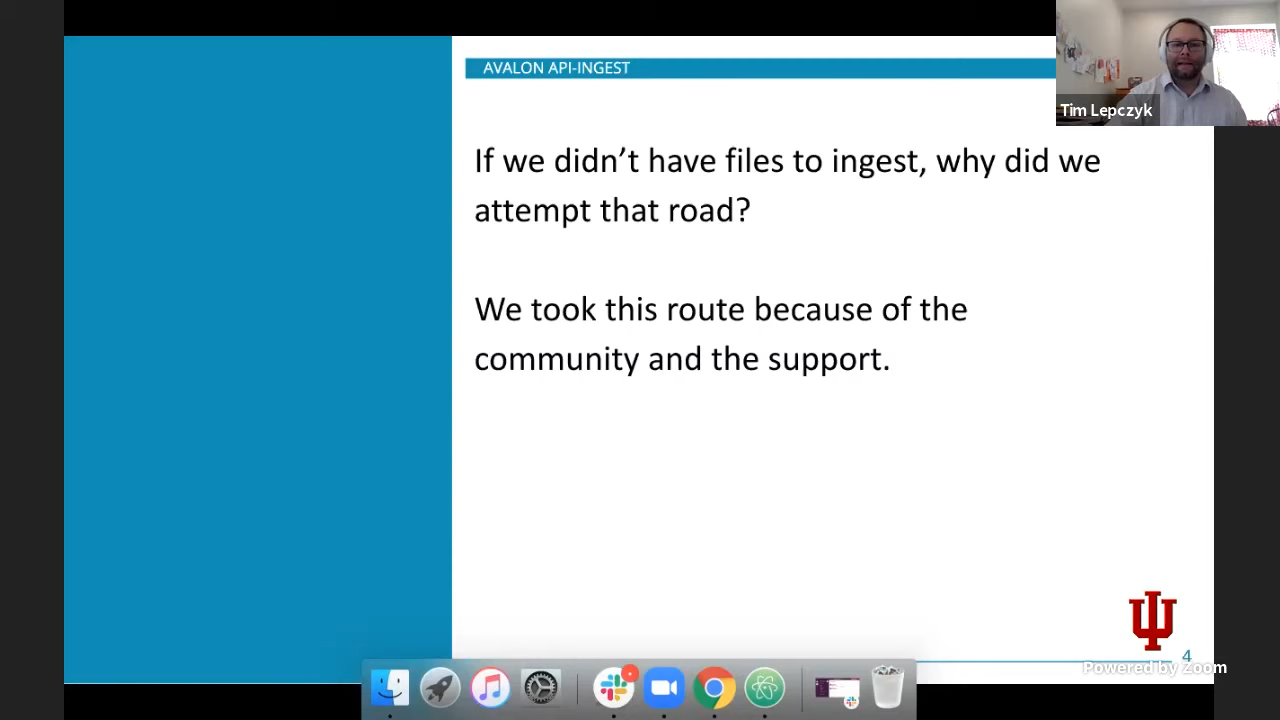 AVALON API-INGEST
Tim Lepczyk
If we didn’t have files to ingest, why did we
attempt that road?
We took this route because of the
community and the support.
4
Powered by Zoom